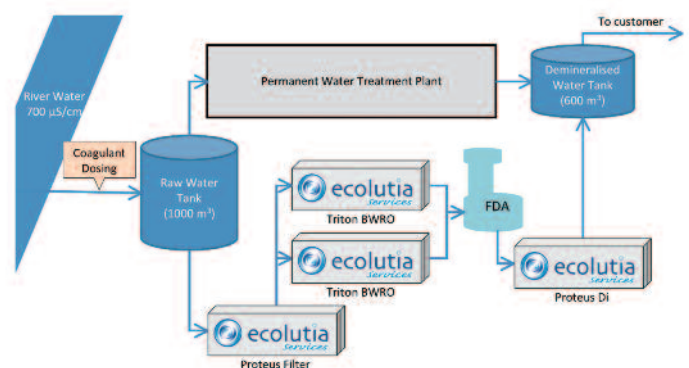 To customer
River Water
700 µS/cm
Permanent Water Treatment Plant
Demineralised
Water Tank
(600 m³)
Coagulant
Dosing
Raw Water
Tank
(1000 m³)
ecolutia
services
Triton BWRO
FDA
ecolutia
services
Triton BWRO
ecolutia
services
Proteus Di
ecolutia
services
Proteus Filter